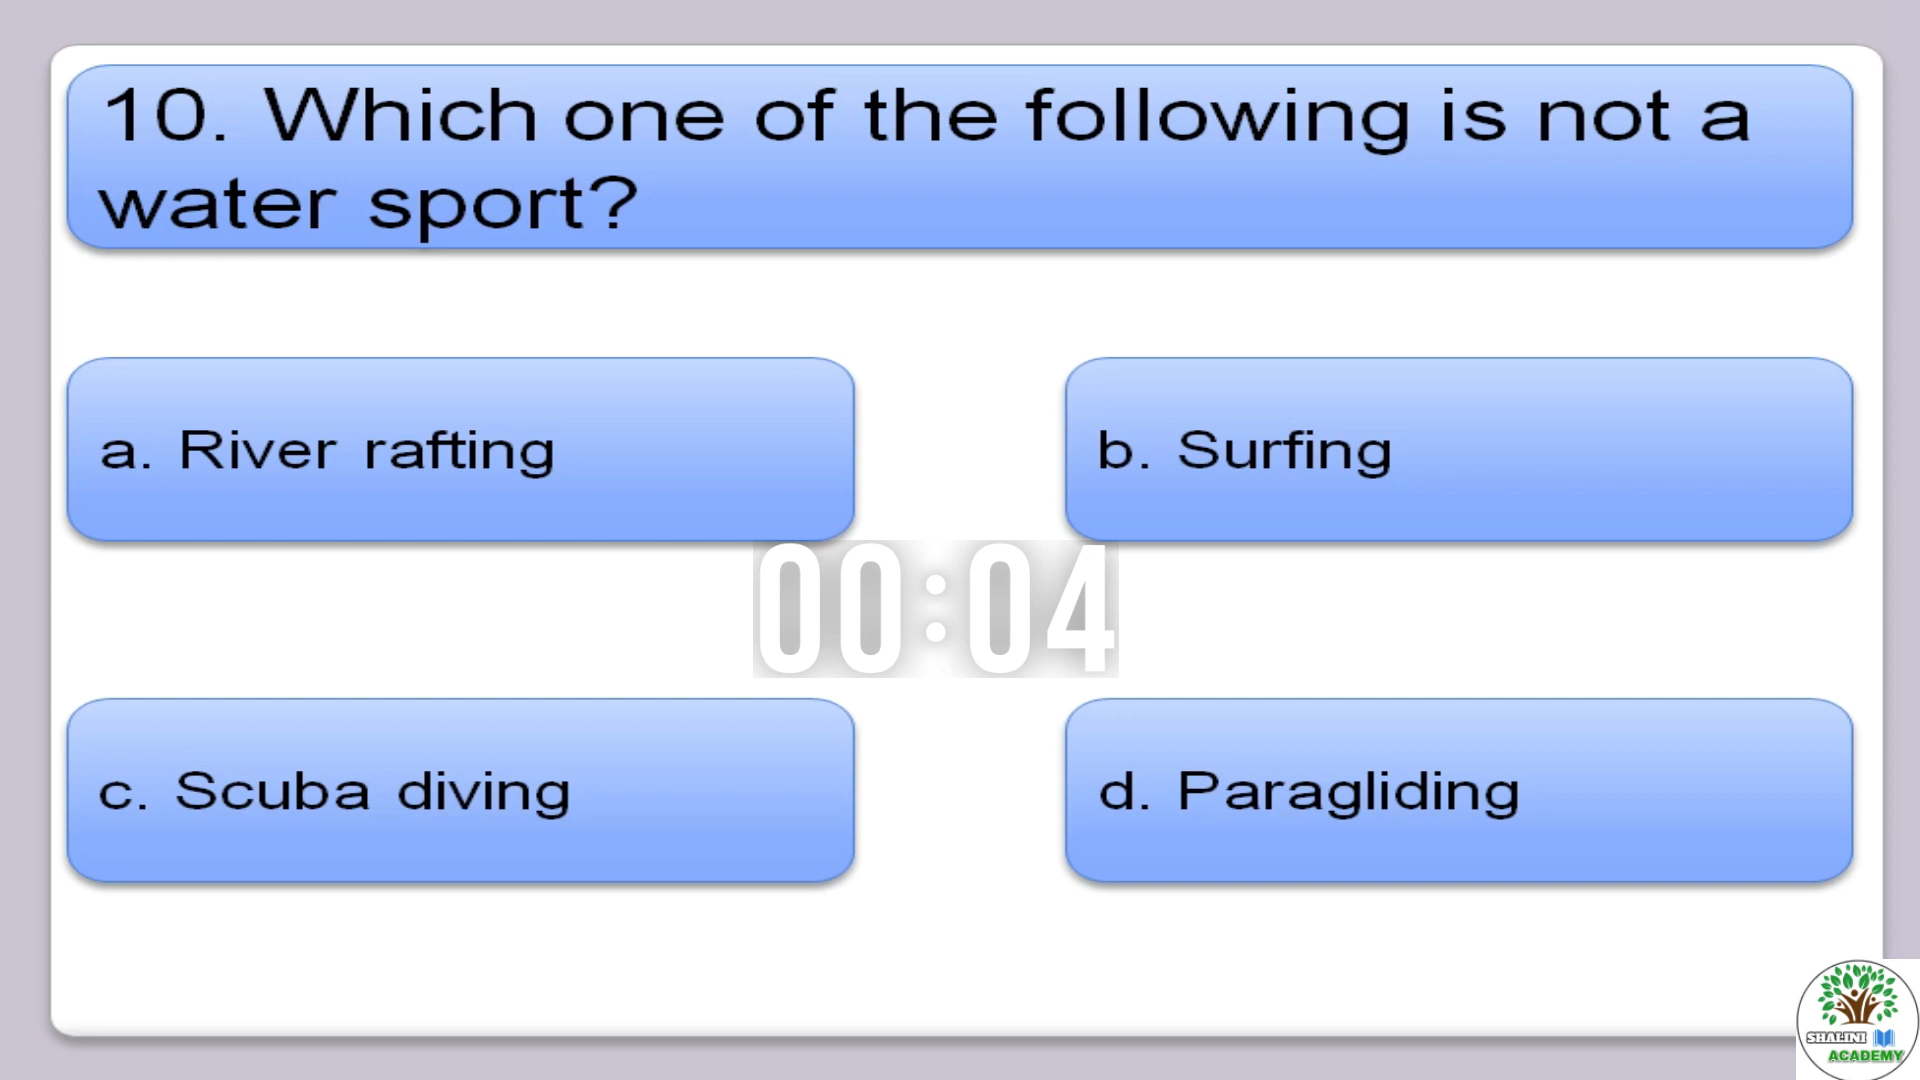 10. Which one of the following is not a
water sport?
a. River rafting
b. Surfing
00:04
c. Scuba diving
d. Paragliding
SHALINI
ACADEMY